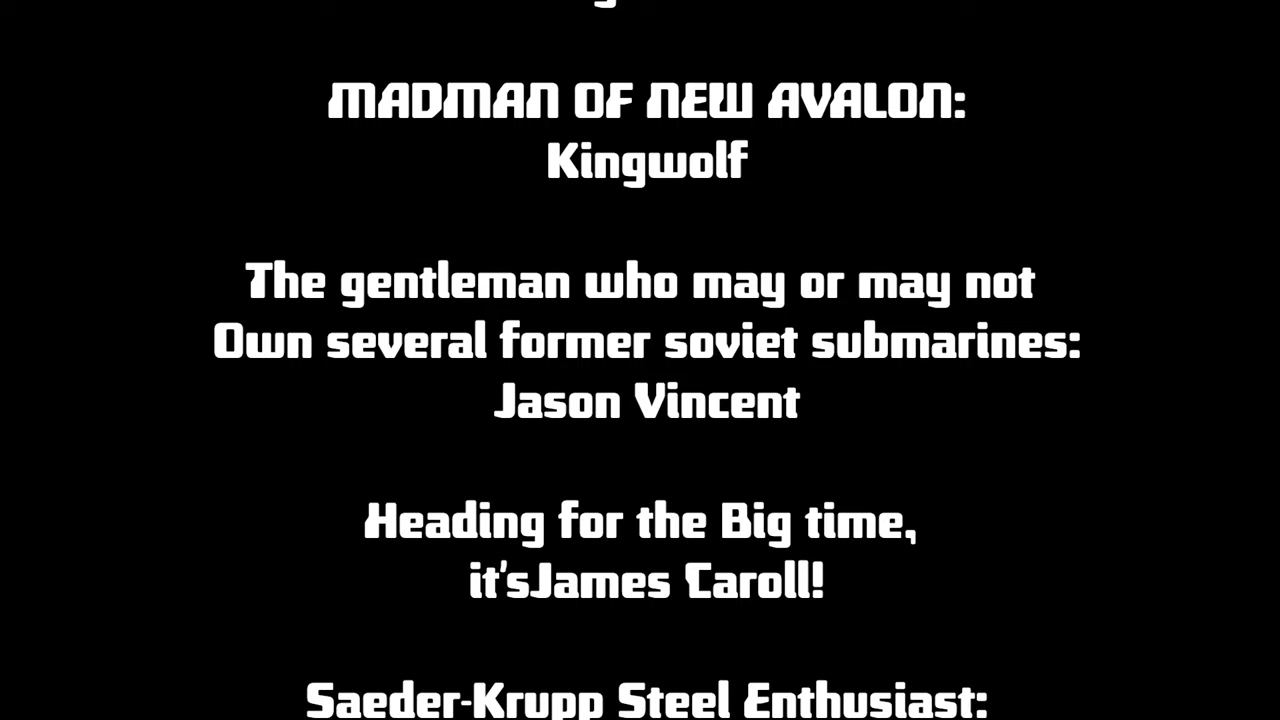 MADMAN OF NEW AVALON:
Kingwolf
The gentleman who may or may not
Own several former soviet submarines:
Jason Vincent
Heading for the Big time,
it'sJames Caroll!
Saeder-Krupp Steel Enthusiast: